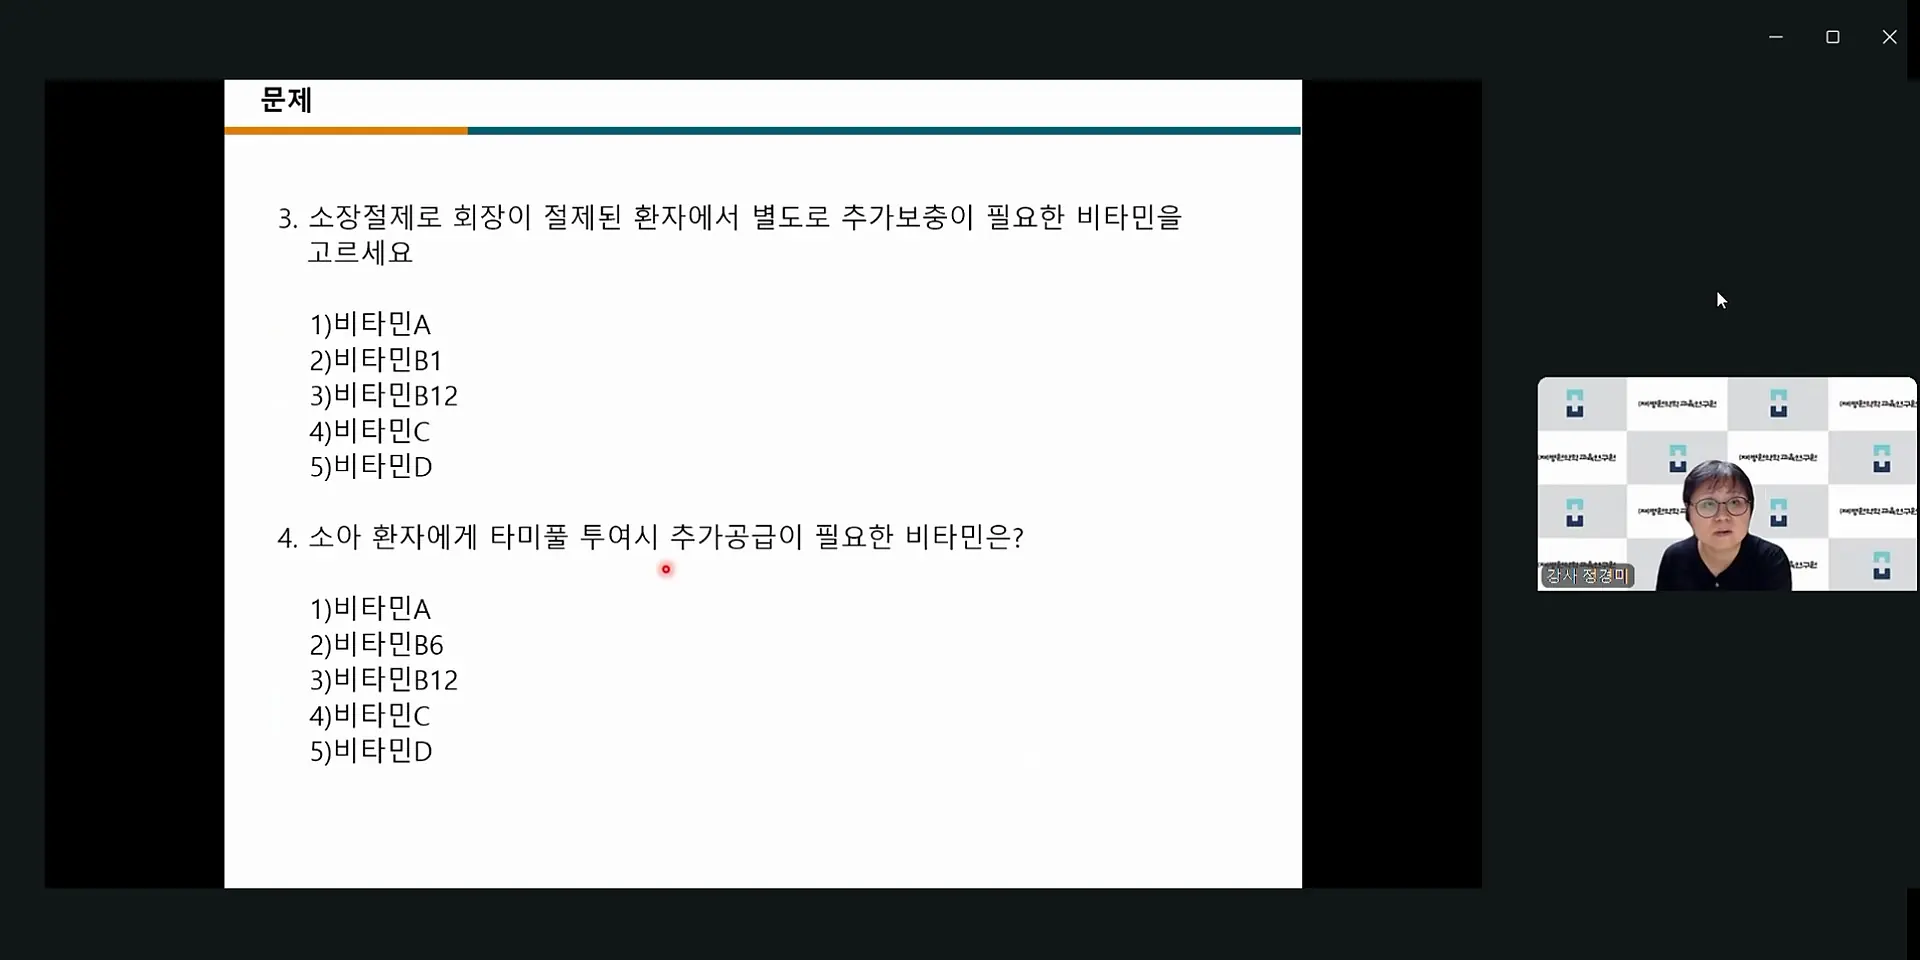 문제
3. 소장절제로 회장이 절제된 환자에서 별도로 추가보충이 필요한 비타민을
고르세요
1)비타민A
2)비타민B1
3)비타민B12
4)비타민C
5)비타민D
4. 소아 환자에게 타미풀 투여시 추가공급이 필요한 비타민은?
1)비타민A
2)비타민B6
3)비타민B12
4)비타민C
5)비타민D
강사 정경미